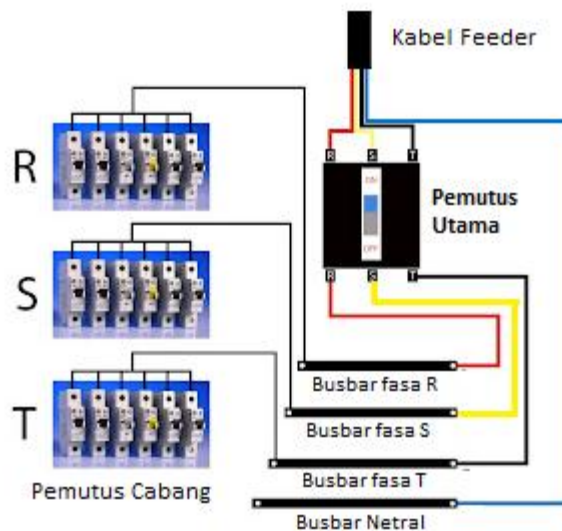 Kabel Feeder
R S T
ON
OFF
Pemutus
Utama
R S T
R
S
T
Busbar fasa R
Busbar fasa S
Busbar fasa T
Pemutus Cabang
Busbar Netral